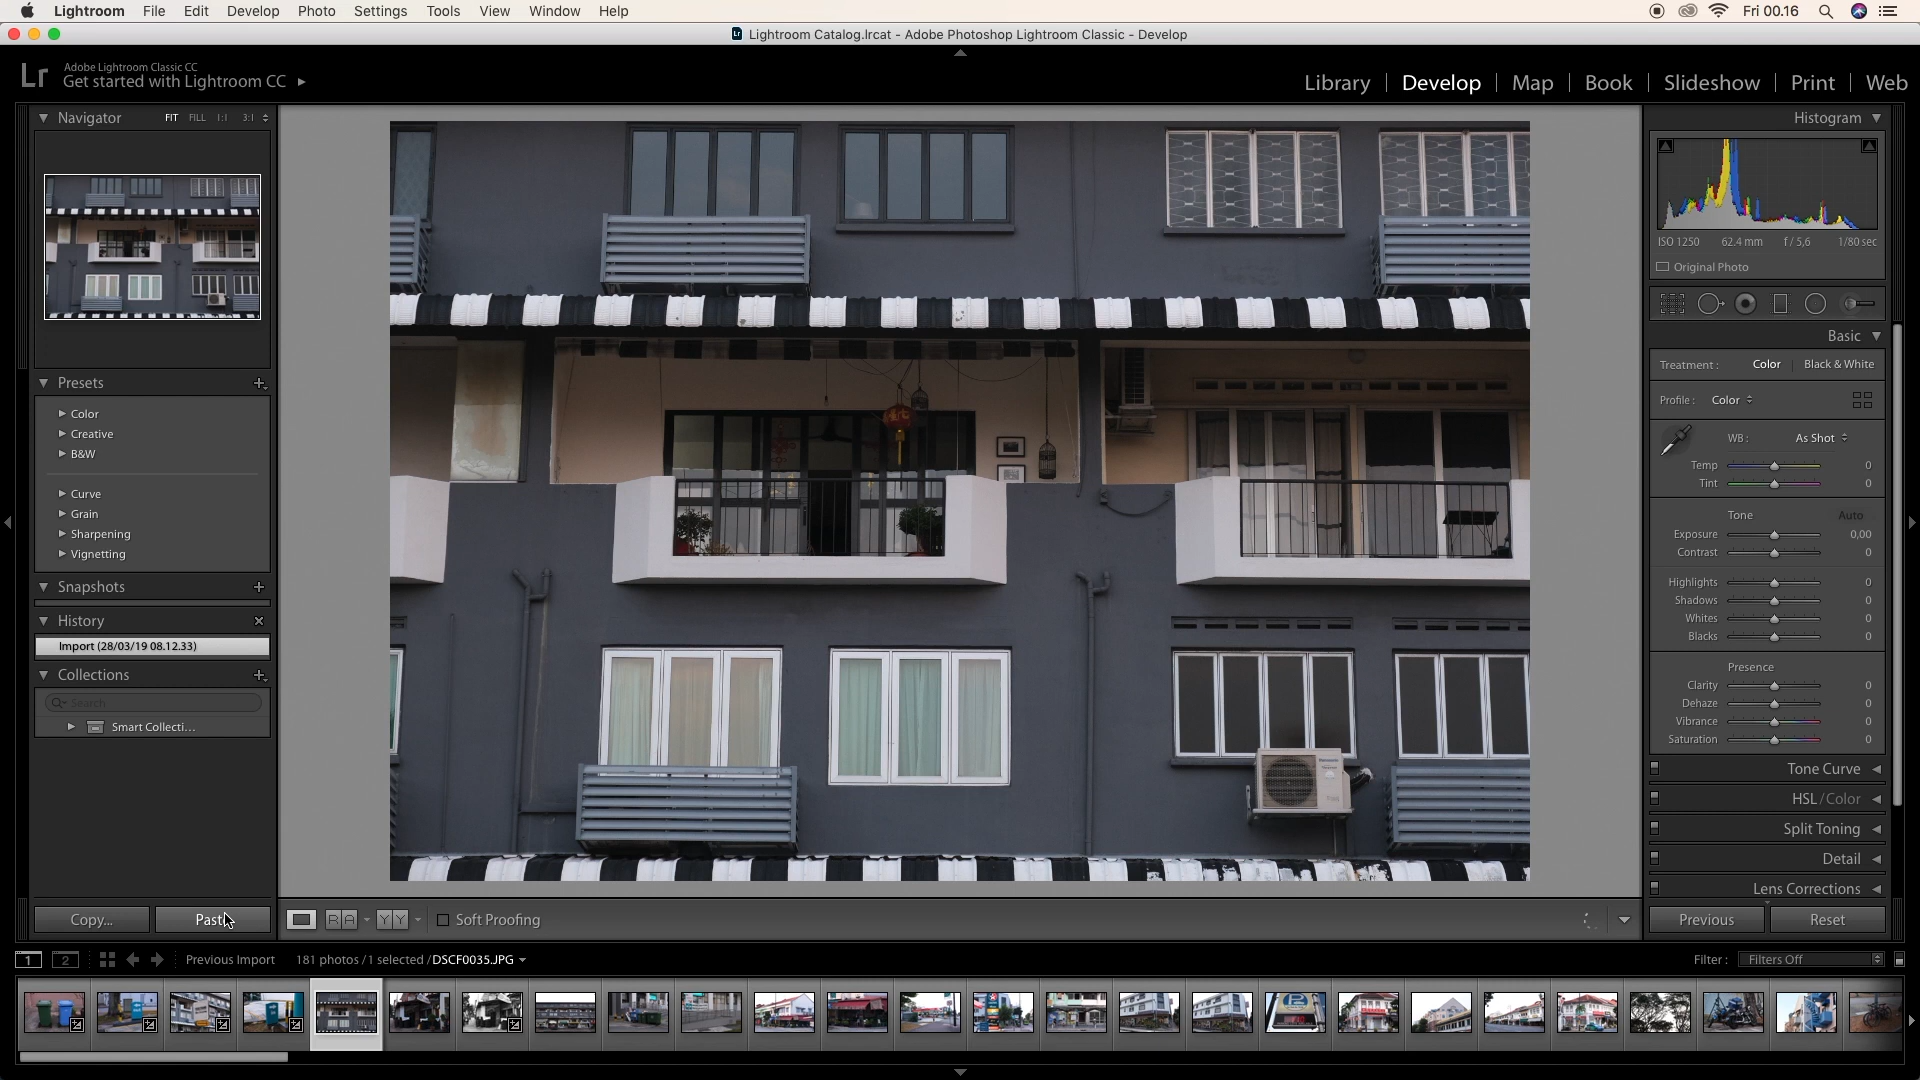 Lightroom File Edit Develop Photo Settings Tools View Window Help Fri 00.16
Lr Lightroom Catalog.lrcat - Adobe Photoshop Lightroom Classic - Develop
Lr Adobe Lightroom Classic CC
Get started with Lightroom CC
Library | Develop | Map | Book | Slideshow | Print | Web
Navigator FIT FILL 1:1 3:1
Presets
Color
Creative
B&W
Curve
Grain
Sharpening
Vignetting
Snapshots
History
Import (28/03/19 08.12.33)
Collections
Search
Smart Collecti...
Copy... Past
R A Y Y Soft Proofing
Histogram
ISO 1250 62.4 mm f / 5,6 1/80 sec
Original Photo
Basic
Treatment : Color Black & White
Profile : Color
WB : As Shot
Temp 0
Tint 0
Tone Auto
Exposure 0,00
Contrast 0
Highlights 0
Shadows 0
Whites 0
Blacks 0
Presence
Clarity 0
Dehaze 0
Vibrance 0
Saturation 0
Tone Curve
HSL / Color
Split Toning
Detail
Lens Corrections
Previous Reset
1 2 Previous Import 181 photos / 1 selected / DSCF0035.JPG Filter : Filters Off